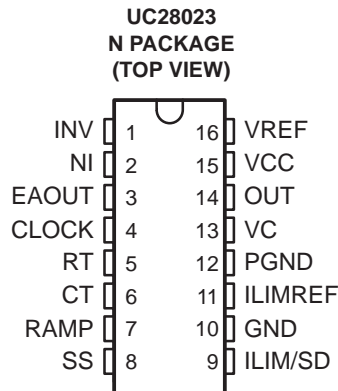 UC28023
N PACKAGE
(TOP VIEW)
INV 1 16 VREF
NI 2 15 VCC
EAOUT 3 14 OUT
CLOCK 4 13 VC
RT 5 12 PGND
CT 6 11 ILIMREF
RAMP 7 10 GND
SS 8 9 ILIM/SD